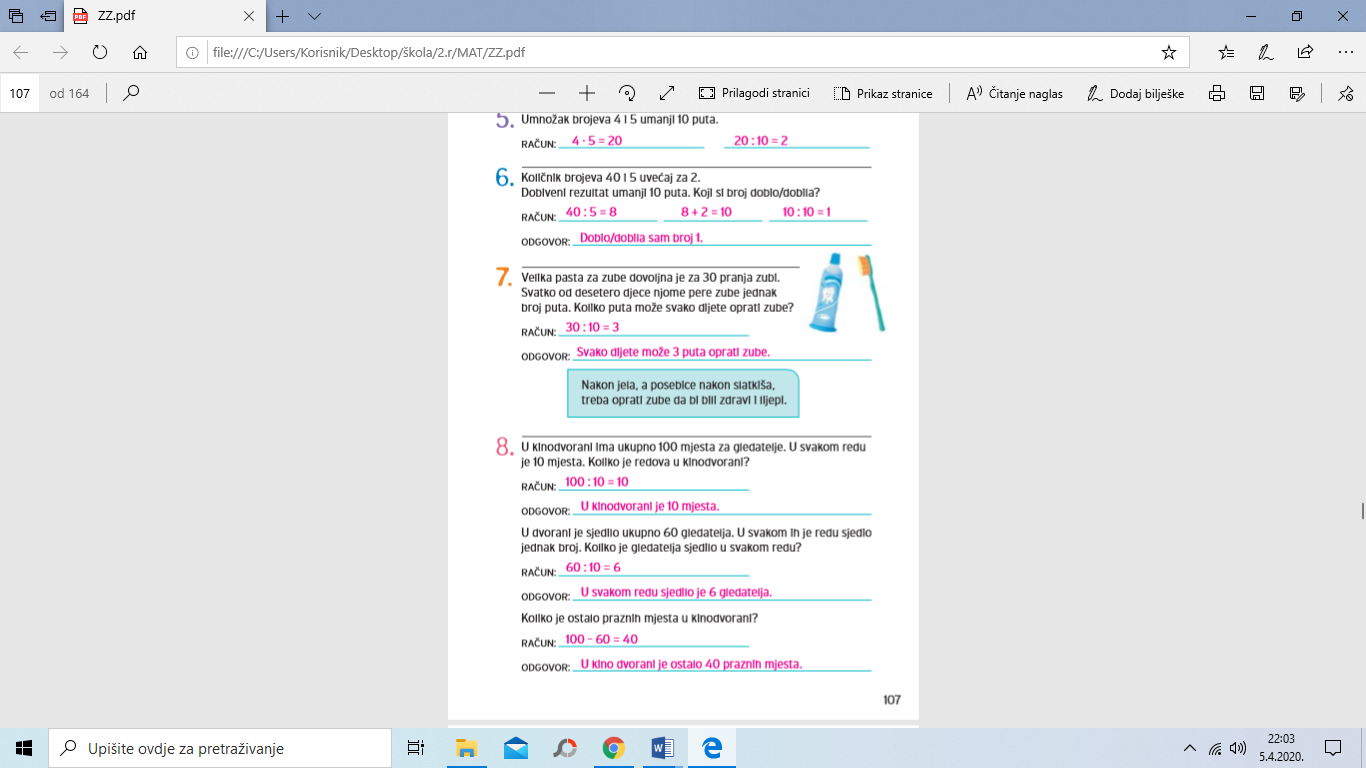 ZZ.pdf
file:///C:/Users/Korisnik/Desktop/škola/2.r/MAT/ZZ.pdf
107 od 164 Prilagodi stranici Prikaz stranice Čitanje naglas Dodaj bilješke
5. Umnožak brojeva 4 i 5 umanji 10 puta.
RAČUN: 4 · 5 = 20 20 : 10 = 2
6. Količnik brojeva 40 i 5 uvećaj za 2.
Dobiveni rezultat umanji 10 puta. Koji si broj dobio/dobila?
RAČUN: 40 : 5 = 8 8 + 2 = 10 10 : 10 = 1
ODGOVOR: Dobio/dobila sam broj 1.
7. Velika pasta za zube dovoljna je za 30 pranja zubi.
Svatko od desetero djece njome pere zube jednak
broj puta. Koliko puta može svako dijete oprati zube?
RAČUN: 30 : 10 = 3
ODGOVOR: Svako dijete može 3 puta oprati zube.
Nakon jela, a posebice nakon slatkiša,
treba oprati zube da bi bili zdravi i lijepi.
8. U kinodvorani ima ukupno 100 mjesta za gledatelje. U svakom redu
je 10 mjesta. Koliko je redova u kinodvorani?
RAČUN: 100 : 10 = 10
ODGOVOR: U kinodvorani je 10 mjesta.
U dvorani je sjedilo ukupno 60 gledatelja. U svakom ih je redu sjedio
jednak broj. Koliko je gledatelja sjedilo u svakom redu?
RAČUN: 60 : 10 = 6
ODGOVOR: U svakom redu sjedilo je 6 gledatelja.
Koliko je ostalo praznih mjesta u kinodvorani?
RAČUN: 100 - 60 = 40
ODGOVOR: U kino dvorani je ostalo 40 praznih mjesta.
107
Upišite ovdje za pretraživanje
22:03
5.4.2020.